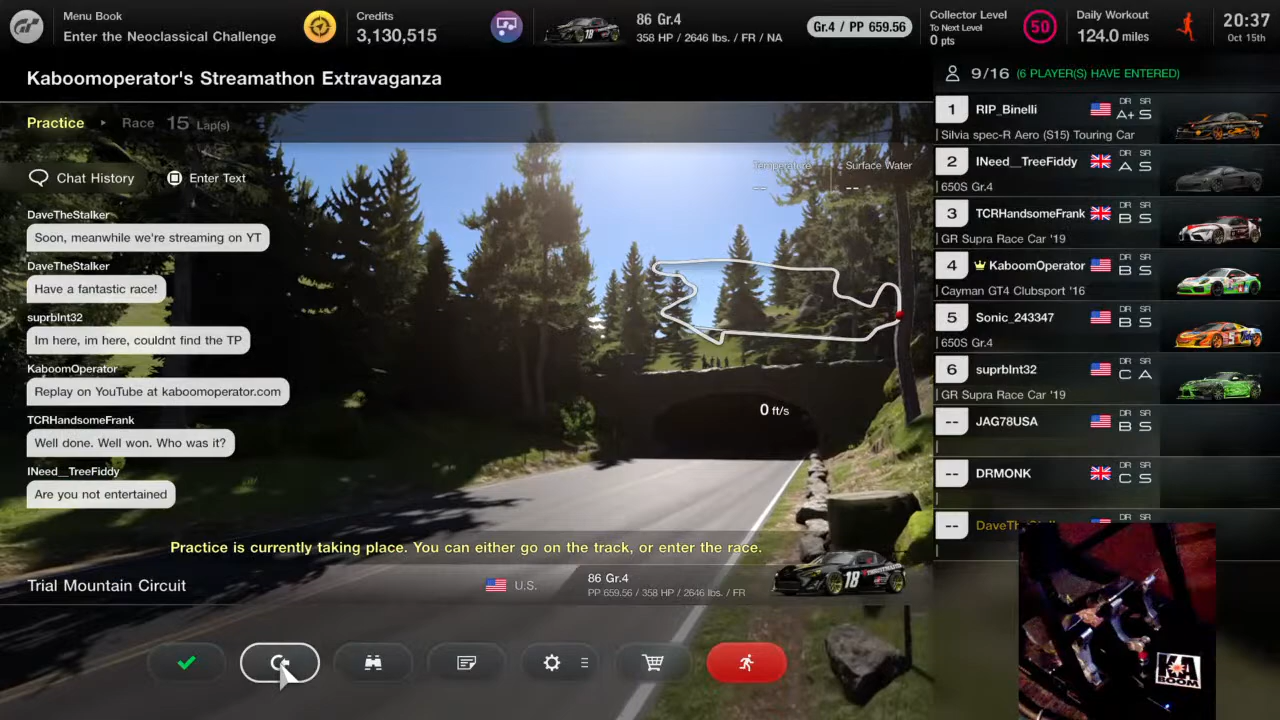 Menu Book
Enter the Neoclassical Challenge
Credits
3,130,515
86 Gr.4
358 HP / 2646 lbs. / FR / NA
Gr.4 / PP 659.56
Collector Level
To Next Level
0 pts
50
Daily Workout
124.0 miles
20:37
Oct 15th
Kaboomoperator's Streamathon Extravaganza
9/16 (6 PLAYER(S) HAVE ENTERED)
Practice Race 15 Lap(s)
Temperature
--
Surface Water
--
Chat History
Enter Text
DaveTheStalker
Soon, meanwhile we're streaming on YT
DaveTheStalker
Have a fantastic race!
suprbInt32
Im here, im here, couldnt find the TP
KaboomOperator
Replay on YouTube at kaboomoperator.com
TCRHandsomeFrank
Well done. Well won. Who was it?
INeed__TreeFiddy
Are you not entertained
0 ft/s
1 RIP_Binelli DR A+ SR S
Silvia spec-R Aero (S15) Touring Car
2 INeed__TreeFiddy DR A SR S
650S Gr.4
3 TCRHandsomeFrank DR B SR S
GR Supra Race Car '19
4 KaboomOperator DR B SR S
Cayman GT4 Clubsport '16
5 Sonic_243347 DR B SR S
650S Gr.4
6 suprbInt32 DR C SR A
GR Supra Race Car '19
-- JAG78USA DR B SR S
-- DRMONK DR C SR S
-- DR SR
Practice is currently taking place. You can either go on the track, or enter the race.
Trial Mountain Circuit
U.S.
86 Gr.4
PP 659.56 / 358 HP / 2646 lbs. / FR
18
BOOM